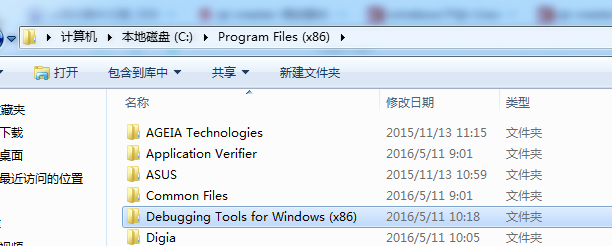 计算机 本地磁盘 (C:) Program Files (x86)
打开 包含到库中 共享 新建文件夹
名称 修改日期 类型
收藏夹
下载
桌面
最近访问的位置
AGEIA Technologies 2015/11/13 11:15 文件夹
Application Verifier 2016/5/11 9:01 文件夹
ASUS 2015/11/13 10:59 文件夹
Common Files 2016/5/11 9:01 文件夹
Debugging Tools for Windows (x86) 2016/5/11 10:18 文件夹
Digia 2016/5/11 10:05 文件夹